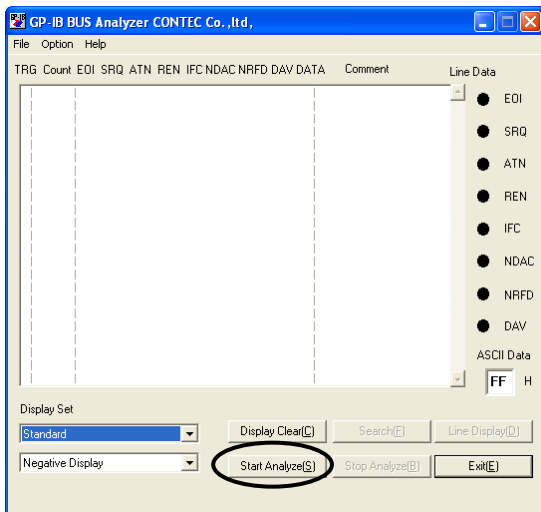 GP-IB BUS Analyzer CONTEC Co.,ltd,
File Option Help
TRG Count EOI SRQ ATN REN IFC NDAC NRFD DAV DATA Comment Line Data
EOI
SRQ
ATN
REN
IFC
NDAC
NRFD
DAV
ASCII Data
FF H
Display Set
Standard Display Clear(C) Search(F) Line Display(D)
Negative Display Start Analyze(S) Stop Analyze(B) Exit(E)